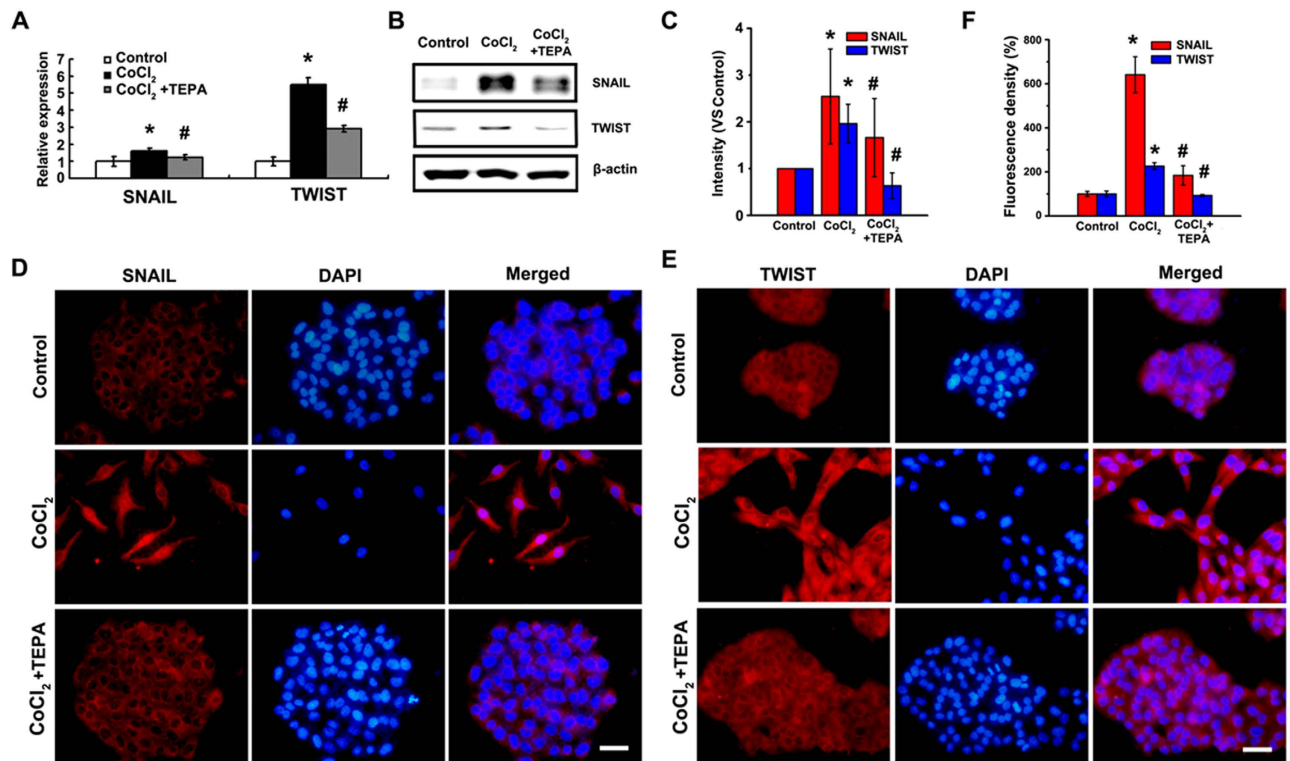 A
Control
CoCl₂
CoCl₂ +TEPA
Relative expression
7
6
5
4
3
2
1
0
*
#
*
#
SNAIL
TWIST
B
Control
CoCl₂
CoCl₂
+TEPA
SNAIL
TWIST
β-actin
C
SNAIL
TWIST
Intensity (VS Control)
4
3
2
1
0
*
*
#
#
Control
CoCl₂
CoCl₂
+TEPA
F
SNAIL
TWIST
Fluorescence density (%)
800
600
400
200
0
*
*
#
#
Control
CoCl₂
CoCl₂+
TEPA
D
SNAIL
DAPI
Merged
Control
CoCl₂
CoCl₂ +TEPA
E
TWIST
DAPI
Merged
Control
CoCl₂
CoCl₂ +TEPA